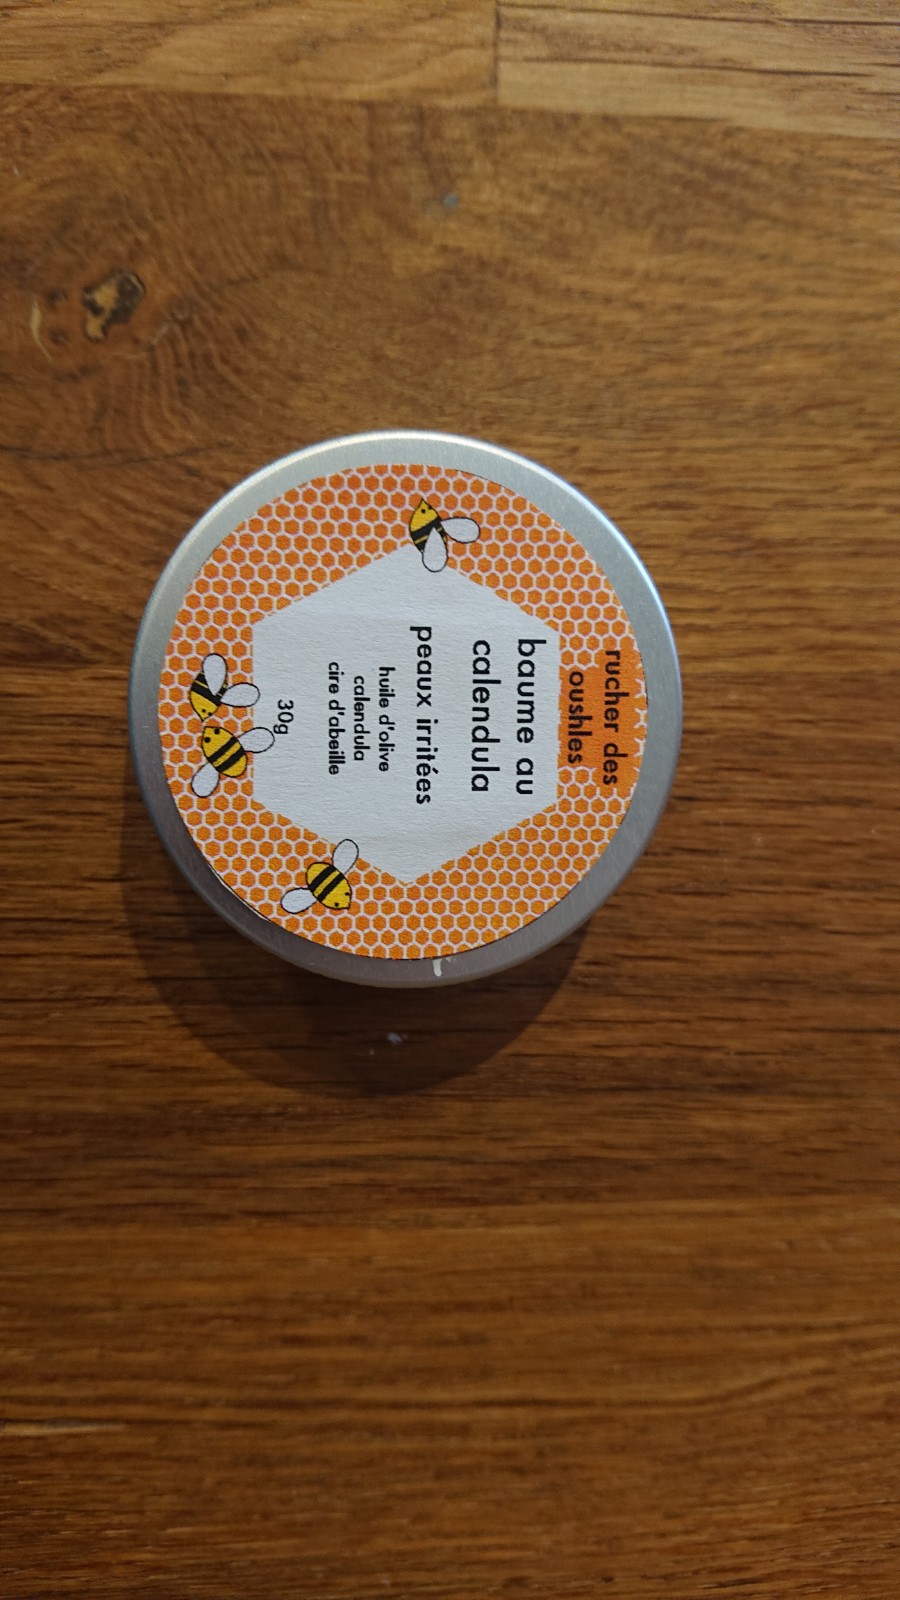 rucher des
oushles
baume au
calendula
peaux irritées
huile d'olive
calendula
cire d'abeille
30g